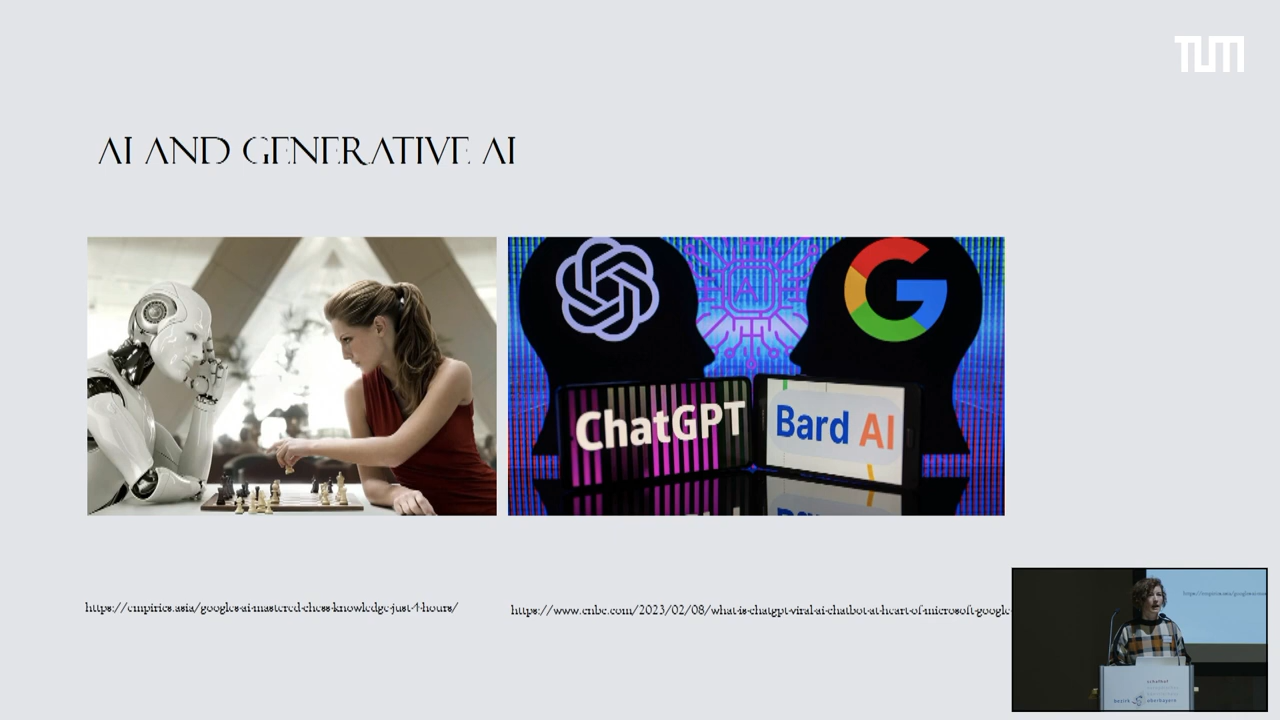 TUM
AI AND GENERATIVE AI
ChatGPT
Bard AI
https://empirics.asia/googles-ai-mastered-chess-knowledge-just-4-hours/
https://www.cnbc.com/2023/02/08/what-is-chatgpt-viral-ai-chatbot-at-heart-of-microsoft-google